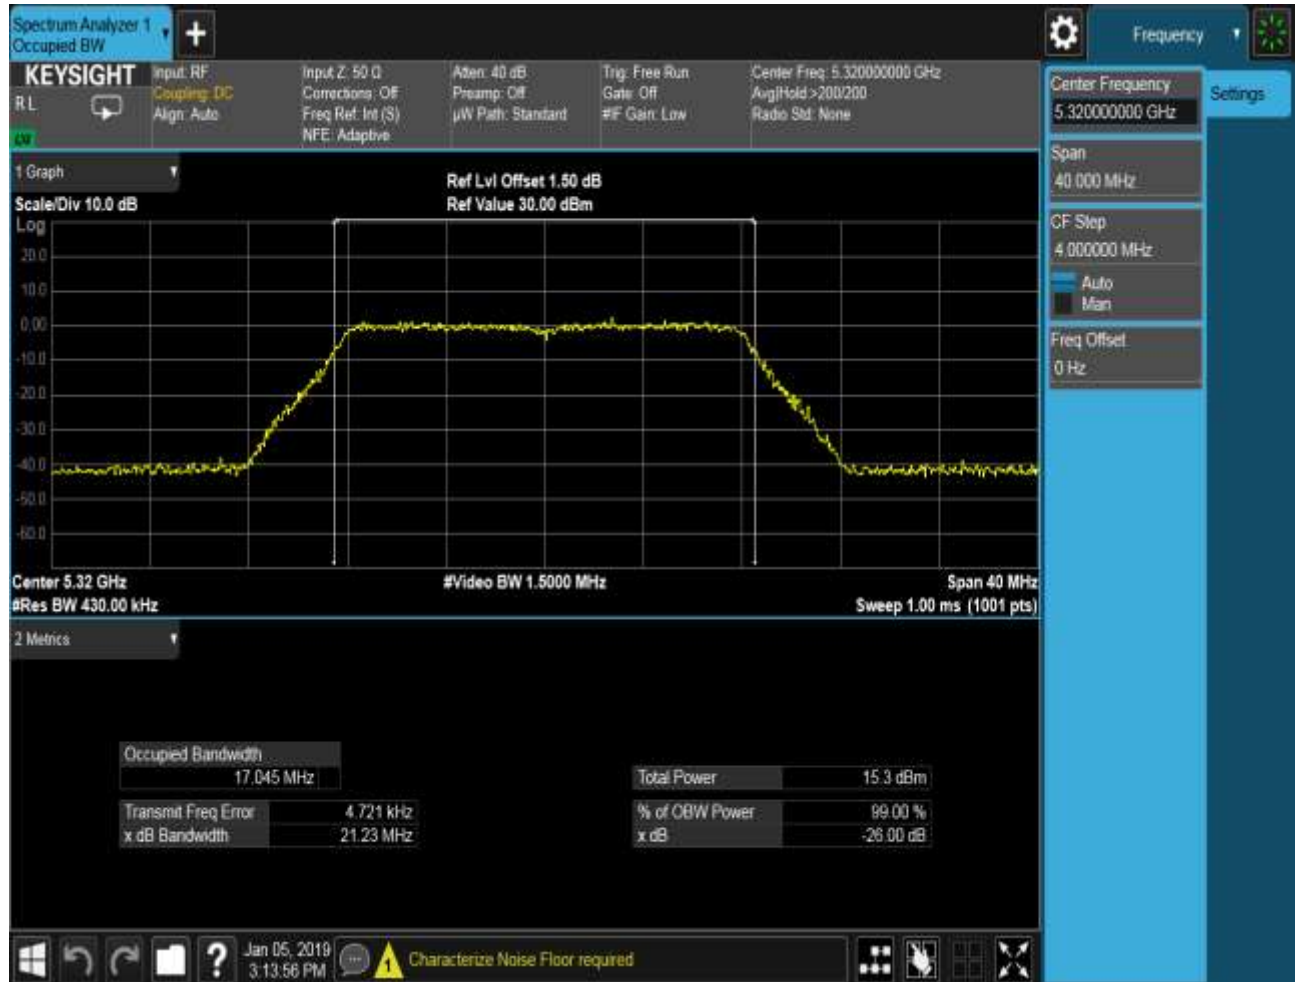 Spectrum Analyzer 1
Occupied BW
Frequency
KEYSIGHT
RL
Input: RF
Coupling: DC
Align: Auto
Input Z: 50 Ω
Corrections: Off
Freq Ref: Int (S)
NFE: Adaptive
Atten: 40 dB
Preamp: Off
µW Path: Standard
Trig: Free Run
Gate: Off
#IF Gain: Low
Center Freq: 5.320000000 GHz
Avg|Hold:>200/200
Radio Std: None
Center Frequency
5.320000000 GHz
Settings
Span
40.000 MHz
CF Step
4.000000 MHz
Auto
Man
Freq Offset
0 Hz
1 Graph
Scale/Div 10.0 dB
Ref Lvl Offset 1.50 dB
Ref Value 30.00 dBm
Log
20.0
10.0
0.00
-10.0
-20.0
-30.0
-40.0
-50.0
-60.0
Center 5.32 GHz
#Video BW 1.5000 MHz
Span 40 MHz
#Res BW 430.00 kHz
Sweep 1.00 ms (1001 pts)
2 Metrics
Occupied Bandwidth
17.045 MHz
Total Power 15.3 dBm
Transmit Freq Error 4.721 kHz
% of OBW Power 99.00 %
x dB Bandwidth 21.23 MHz
x dB -26.00 dB
Jan 05, 2019
3:13:56 PM
1
Characterize Noise Floor required